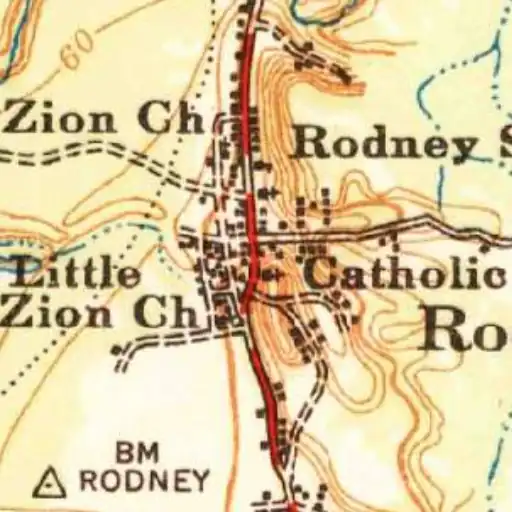 60
Zion Ch
Rodney S
Little
Zion Ch
Catholic
Ro
BM
RODNEY